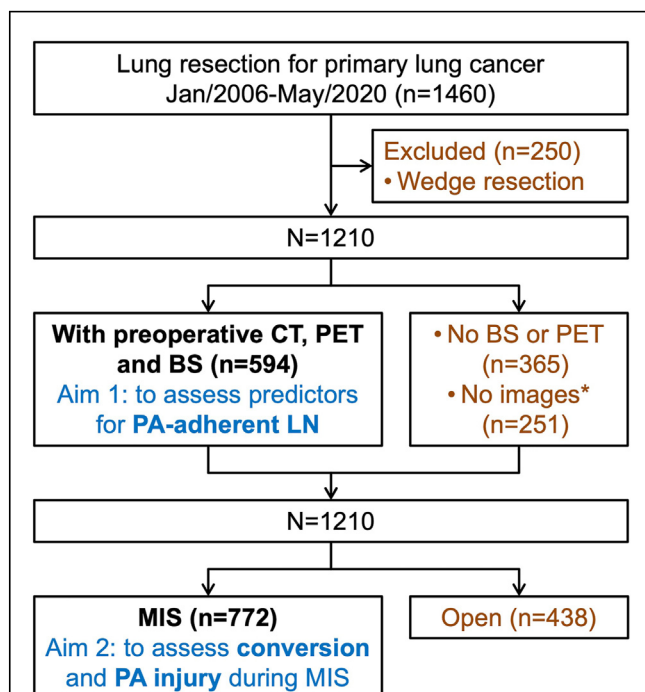 Lung resection for primary lung cancer
Jan/2006-May/2020 (n=1460)
Excluded (n=250)
• Wedge resection
N=1210
With preoperative CT, PET
and BS (n=594)
Aim 1: to assess predictors
for PA-adherent LN
• No BS or PET
(n=365)
• No images*
(n=251)
N=1210
MIS (n=772)
Aim 2: to assess conversion
and PA injury during MIS
Open (n=438)